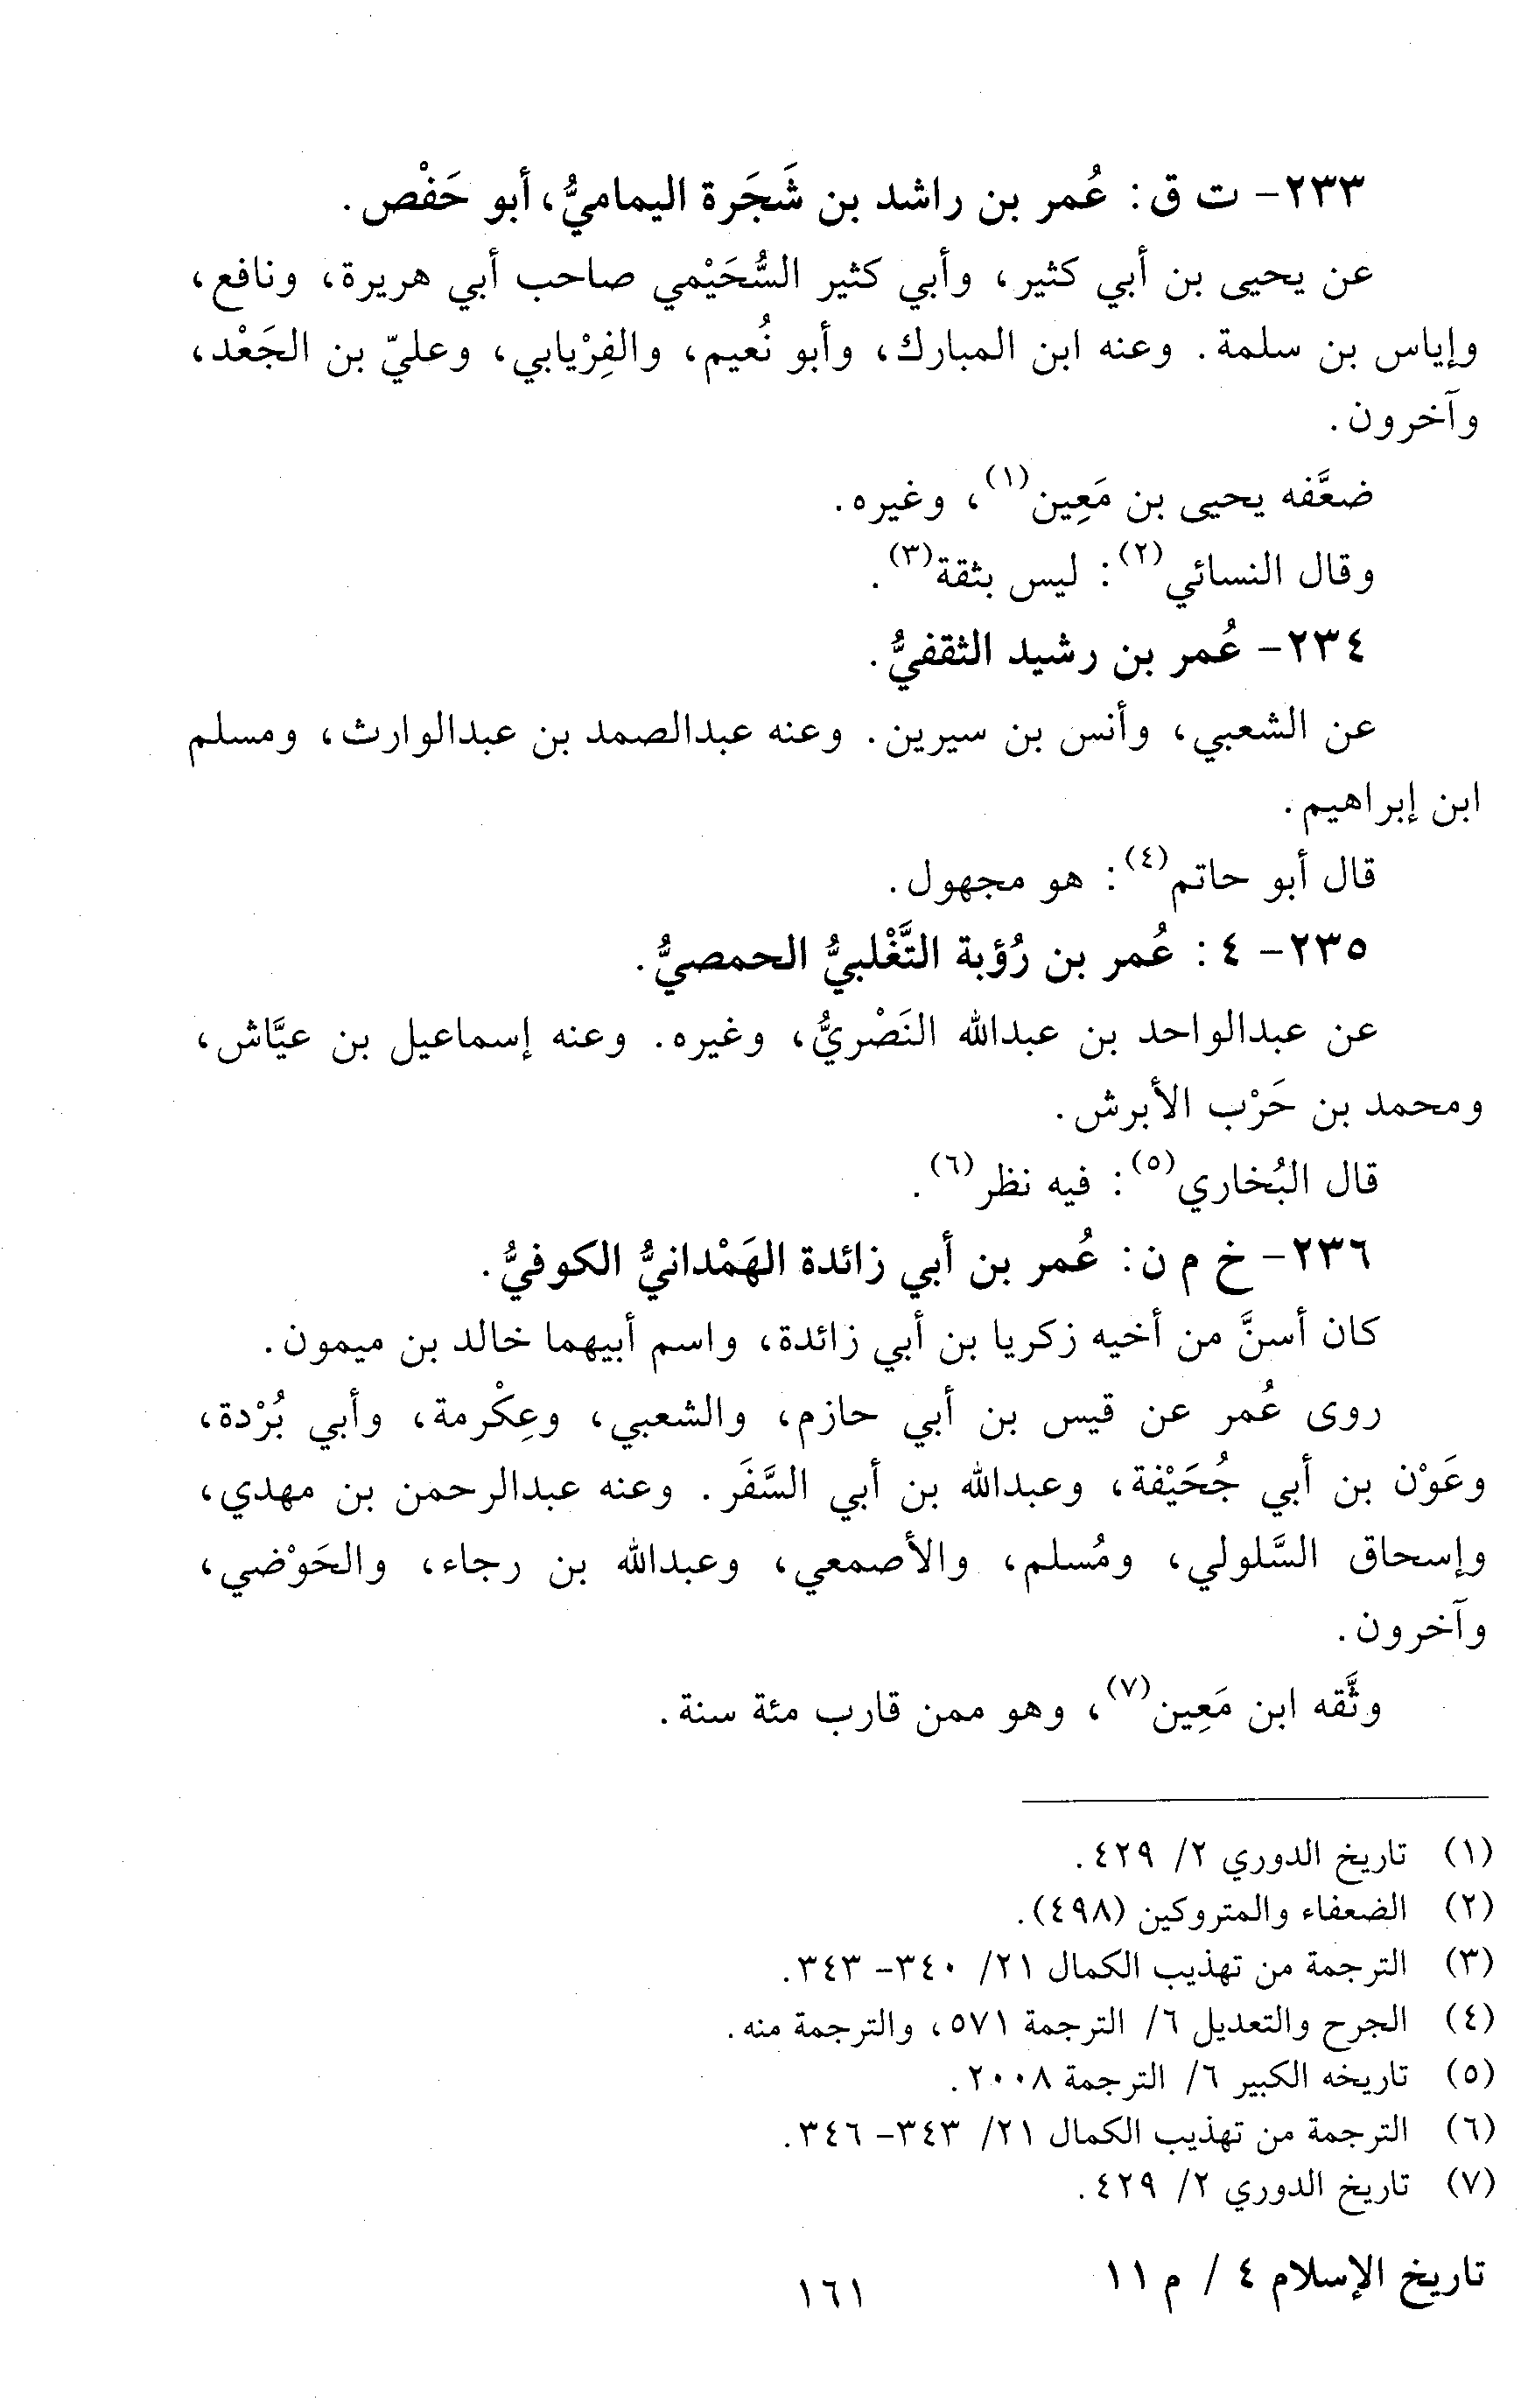 ٢٣٣- ت ق: عُمر بن راشد بن شَجَرة اليماميُّ، أبو حَفْص.
عن يحيى بن أبي كثير، وأبي كثير السُّحَيْمي صاحب أبي هريرة، ونافع،
وإياس بن سلمة. وعنه ابن المبارك، وأبو نُعيم، والفِرْيابي، وعليّ بن الجَعْد،
وآخرون.
ضعَّفه يحيى بن مَعِين(١)، وغيره.
وقال النسائي(٢): ليس بثقة(٣).
٢٣٤- عُمر بن رشيد الثقفيُّ.
عن الشعبي، وأنس بن سيرين. وعنه عبدالصمد بن عبدالوارث، ومسلم
ابن إبراهيم.
قال أبو حاتم(٤): هو مجهول.
٢٣٥- ٤: عُمر بن رُؤبة التَّغْلبيُّ الحمصيُّ.
عن عبدالواحد بن عبدالله النَصْريُّ، وغيره. وعنه إسماعيل بن عيَّاش،
ومحمد بن حَرْب الأبرش.
قال البُخاري(٥): فيه نظر(٦).
٢٣٦- خ م ن: عُمر بن أبي زائدة الهَمْدانيُّ الكوفيُّ.
كان أسنَّ من أخيه زكريا بن أبي زائدة، واسم أبيهما خالد بن ميمون.
روى عُمر عن قيس بن أبي حازم، والشعبي، وعِكْرمة، وأبي بُرْدة،
وعَوْن بن أبي جُحَيْفة، وعبدالله بن أبي السَّفَر. وعنه عبدالرحمن بن مهدي،
وإسحاق السَّلولي، ومُسلم، والأصمعي، وعبدالله بن رجاء، والحَوْضي،
وآخرون.
وثَّقه ابن مَعِين(٧)، وهو ممن قارب مئة سنة.
(١) تاريخ الدوري ٢/ ٤٢٩.
(٢) الضعفاء والمتروكين (٤٩٨).
(٣) الترجمة من تهذيب الكمال ٢١/ ٣٤٠- ٣٤٣.
(٤) الجرح والتعديل ٦/ الترجمة ٥٧١، والترجمة منه.
(٥) تاريخه الكبير ٦/ الترجمة ٢٠٠٨.
(٦) الترجمة من تهذيب الكمال ٢١/ ٣٤٣- ٣٤٦.
(٧) تاريخ الدوري ٢/ ٤٢٩.
تاريخ الإسلام ٤ / م ١١
١٦١